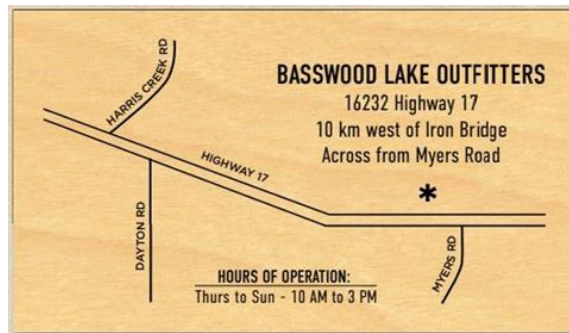 BASSWOOD LAKE OUTFITTERS
16232 Highway 17
10 km west of Iron Bridge
Across from Myers Road
*
HARRIS CREEK RD
HIGHWAY 17
DAYTON RD
MYERS RD
HOURS OF OPERATION:
Thurs to Sun - 10 AM to 3 PM